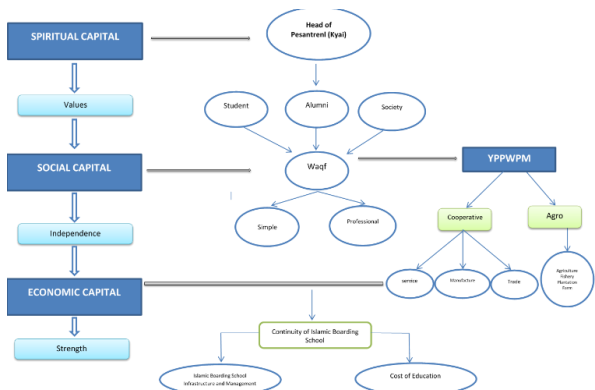 SPIRITUAL CAPITAL
Head of
Pesantrenl (Kyai)
Values
Student
Alumni
Society
SOCIAL CAPITAL
Waqf
YPPWPM
Independence
Simple
Professional
Cooperative
Agro
ECONOMIC CAPITAL
service
Manufacture
Trade
Agriculture
Fishery
Plantation
Farm
Strength
Continuity of Islamic Boarding
School
Islamic Boarding School
Infrastructure and Management
Cost of Education